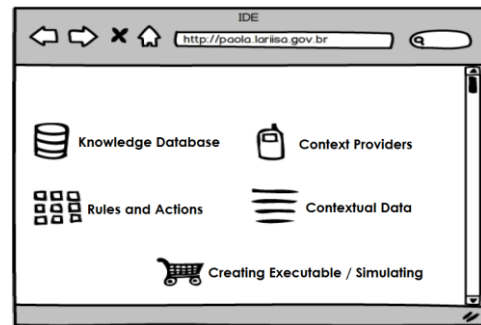 IDE
http://paola.lariisa.gov.br
Knowledge Database
Context Providers
Rules and Actions
Contextual Data
Creating Executable / Simulating